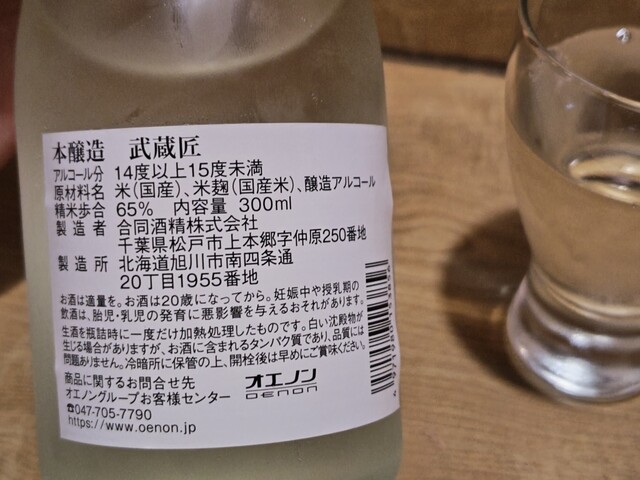 本醸造 武蔵匠
アルコール分 14度以上15度未満
原材料名 米(国産)、米麹(国産米)、醸造アルコール
精米歩合 65% 内容量 300ml
製造者 合同酒精株式会社
千葉県松戸市上本郷字仲原250番地
製造所 北海道旭川市南四条通
20丁目1955番地
お酒は適量を。お酒は20歳になってから。妊娠中や授乳期の
飲酒は、胎児・乳児の発育に悪影響を与えるおそれがあります。
生酒を瓶詰時に一度だけ加熱処理したものです。白い沈殿物が
生じる場合がありますが、お酒に含まれるタンパク質であり、品質には
問題ありません。冷暗所に保管の上、開栓後は早めにご賞味ください。
商品に関するお問合せ先
オエノングループお客様センター
☎047-705-7790
https://www.oenon.jp/
オエノン
OENON